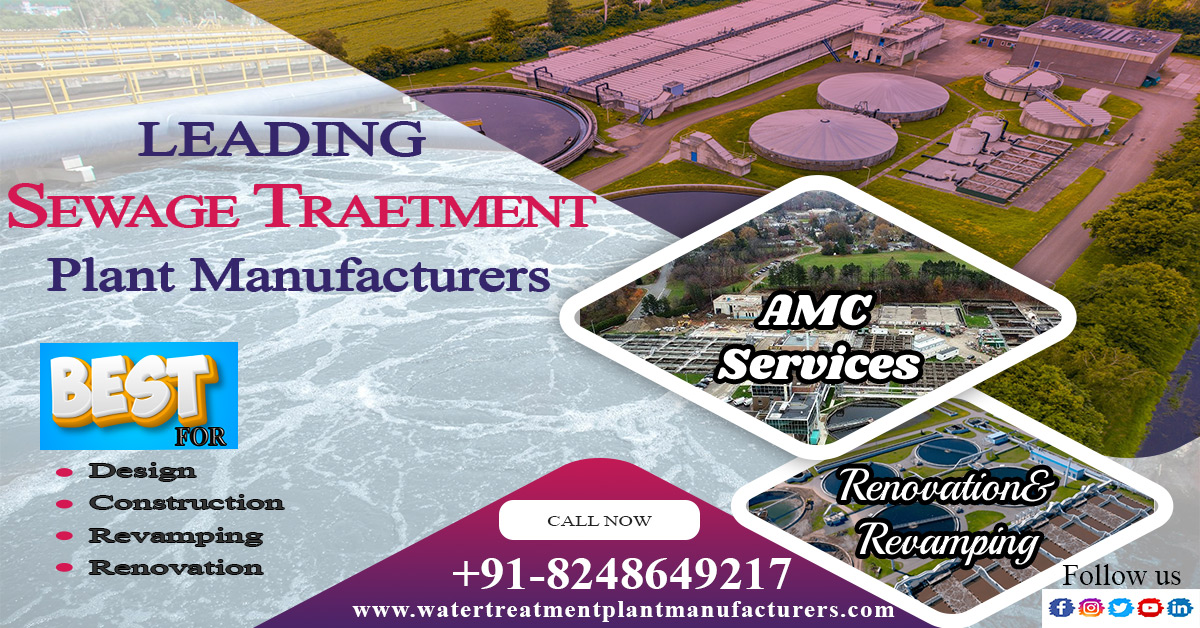 LEADING
SEWAGE TRAETMENT
Plant Manufacturers
BEST
FOR
Design
Construction
Revamping
Renovation
AMC
Services
Renovation&
Revamping
CALL NOW
+91-8248649217
www.watertreatmentplantmanufacturers.com
Follow us